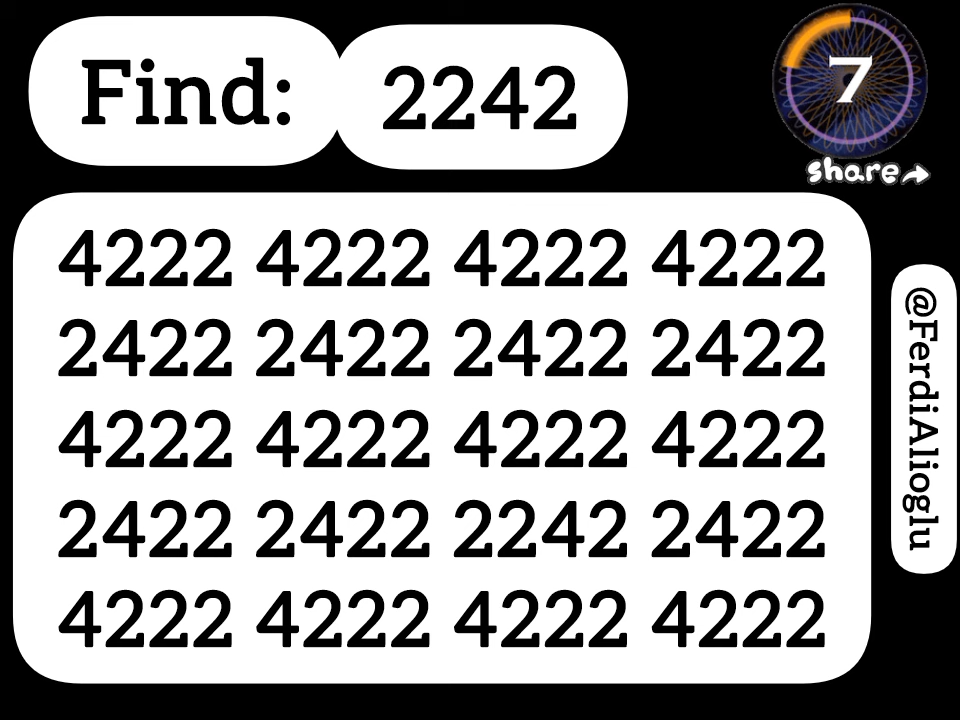 Find: 2242
7
share
4222 4222 4222 4222
2422 2422 2422 2422
4222 4222 4222 4222
2422 2422 2242 2422
4222 4222 4222 4222
@FerdiAlioglu